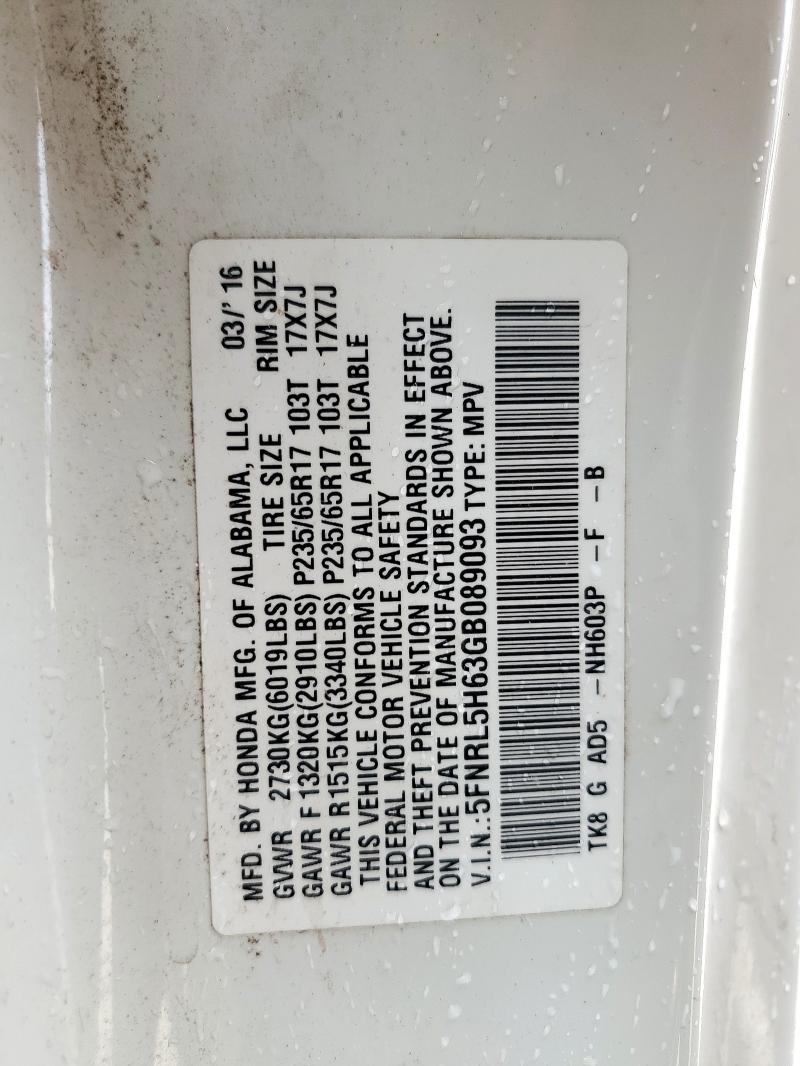 MFD. BY HONDA MFG. OF ALABAMA, LLC 03/' 16
GVWR 2730KG(6019LBS) TIRE SIZE RIM SIZE
GAWR F 1320KG(2910LBS) P235/65R17 103T 17X7J
GAWR R1515KG(3340LBS) P235/65R17 103T 17X7J
THIS VEHICLE CONFORMS TO ALL APPLICABLE
FEDERAL MOTOR VEHICLE SAFETY
AND THEFT PREVENTION STANDARDS IN EFFECT
ON THE DATE OF MANUFACTURE SHOWN ABOVE.
V.I.N.:5FNRL5H63GB089093 TYPE: MPV
TK8 G AD5 -NH603P -F -B